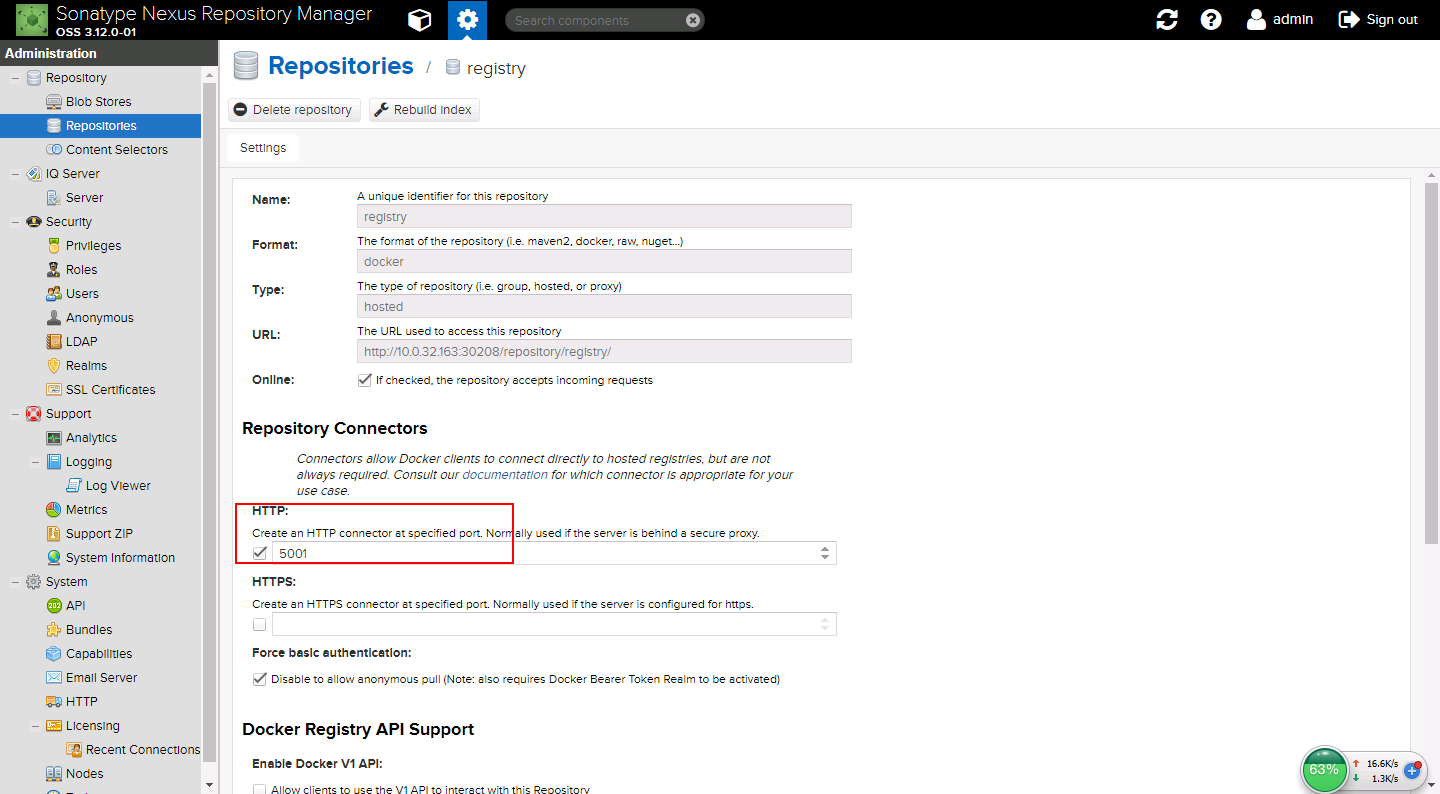 Sonatype Nexus Repository Manager
OSS 3.12.0-01
Search components
admin
Sign out
Administration
Repository
Blob Stores
Repositories
Content Selectors
IQ Server
Server
Security
Privileges
Roles
Users
Anonymous
LDAP
Realms
SSL Certificates
Support
Analytics
Logging
Log Viewer
Metrics
Support ZIP
System Information
System
202
API
Bundles
Capabilities
Email Server
HTTP
Licensing
Recent Connections
Nodes
Repositories / registry
Delete repository
Rebuild index
Settings
Name:
A unique identifier for this repository
registry
Format:
The format of the repository (i.e. maven2, docker, raw, nuget...)
docker
Type:
The type of repository (i.e. group, hosted, or proxy)
hosted
URL:
The URL used to access this repository
http://10.0.32.163:30208/repository/registry/
Online:
If checked, the repository accepts incoming requests
Repository Connectors
Connectors allow Docker clients to connect directly to hosted registries, but are not
always required. Consult our documentation for which connector is appropriate for your
use case.
HTTP:
Create an HTTP connector at specified port. Normally used if the server is behind a secure proxy.
5001
HTTPS:
Create an HTTPS connector at specified port. Normally used if the server is configured for https.
Force basic authentication:
Disable to allow anonymous pull (Note: also requires Docker Bearer Token Realm to be activated)
Docker Registry API Support
Enable Docker V1 API:
Allow clients to use the V1 API to interact with this Repository
63%
16.6K/s
1.3K/s